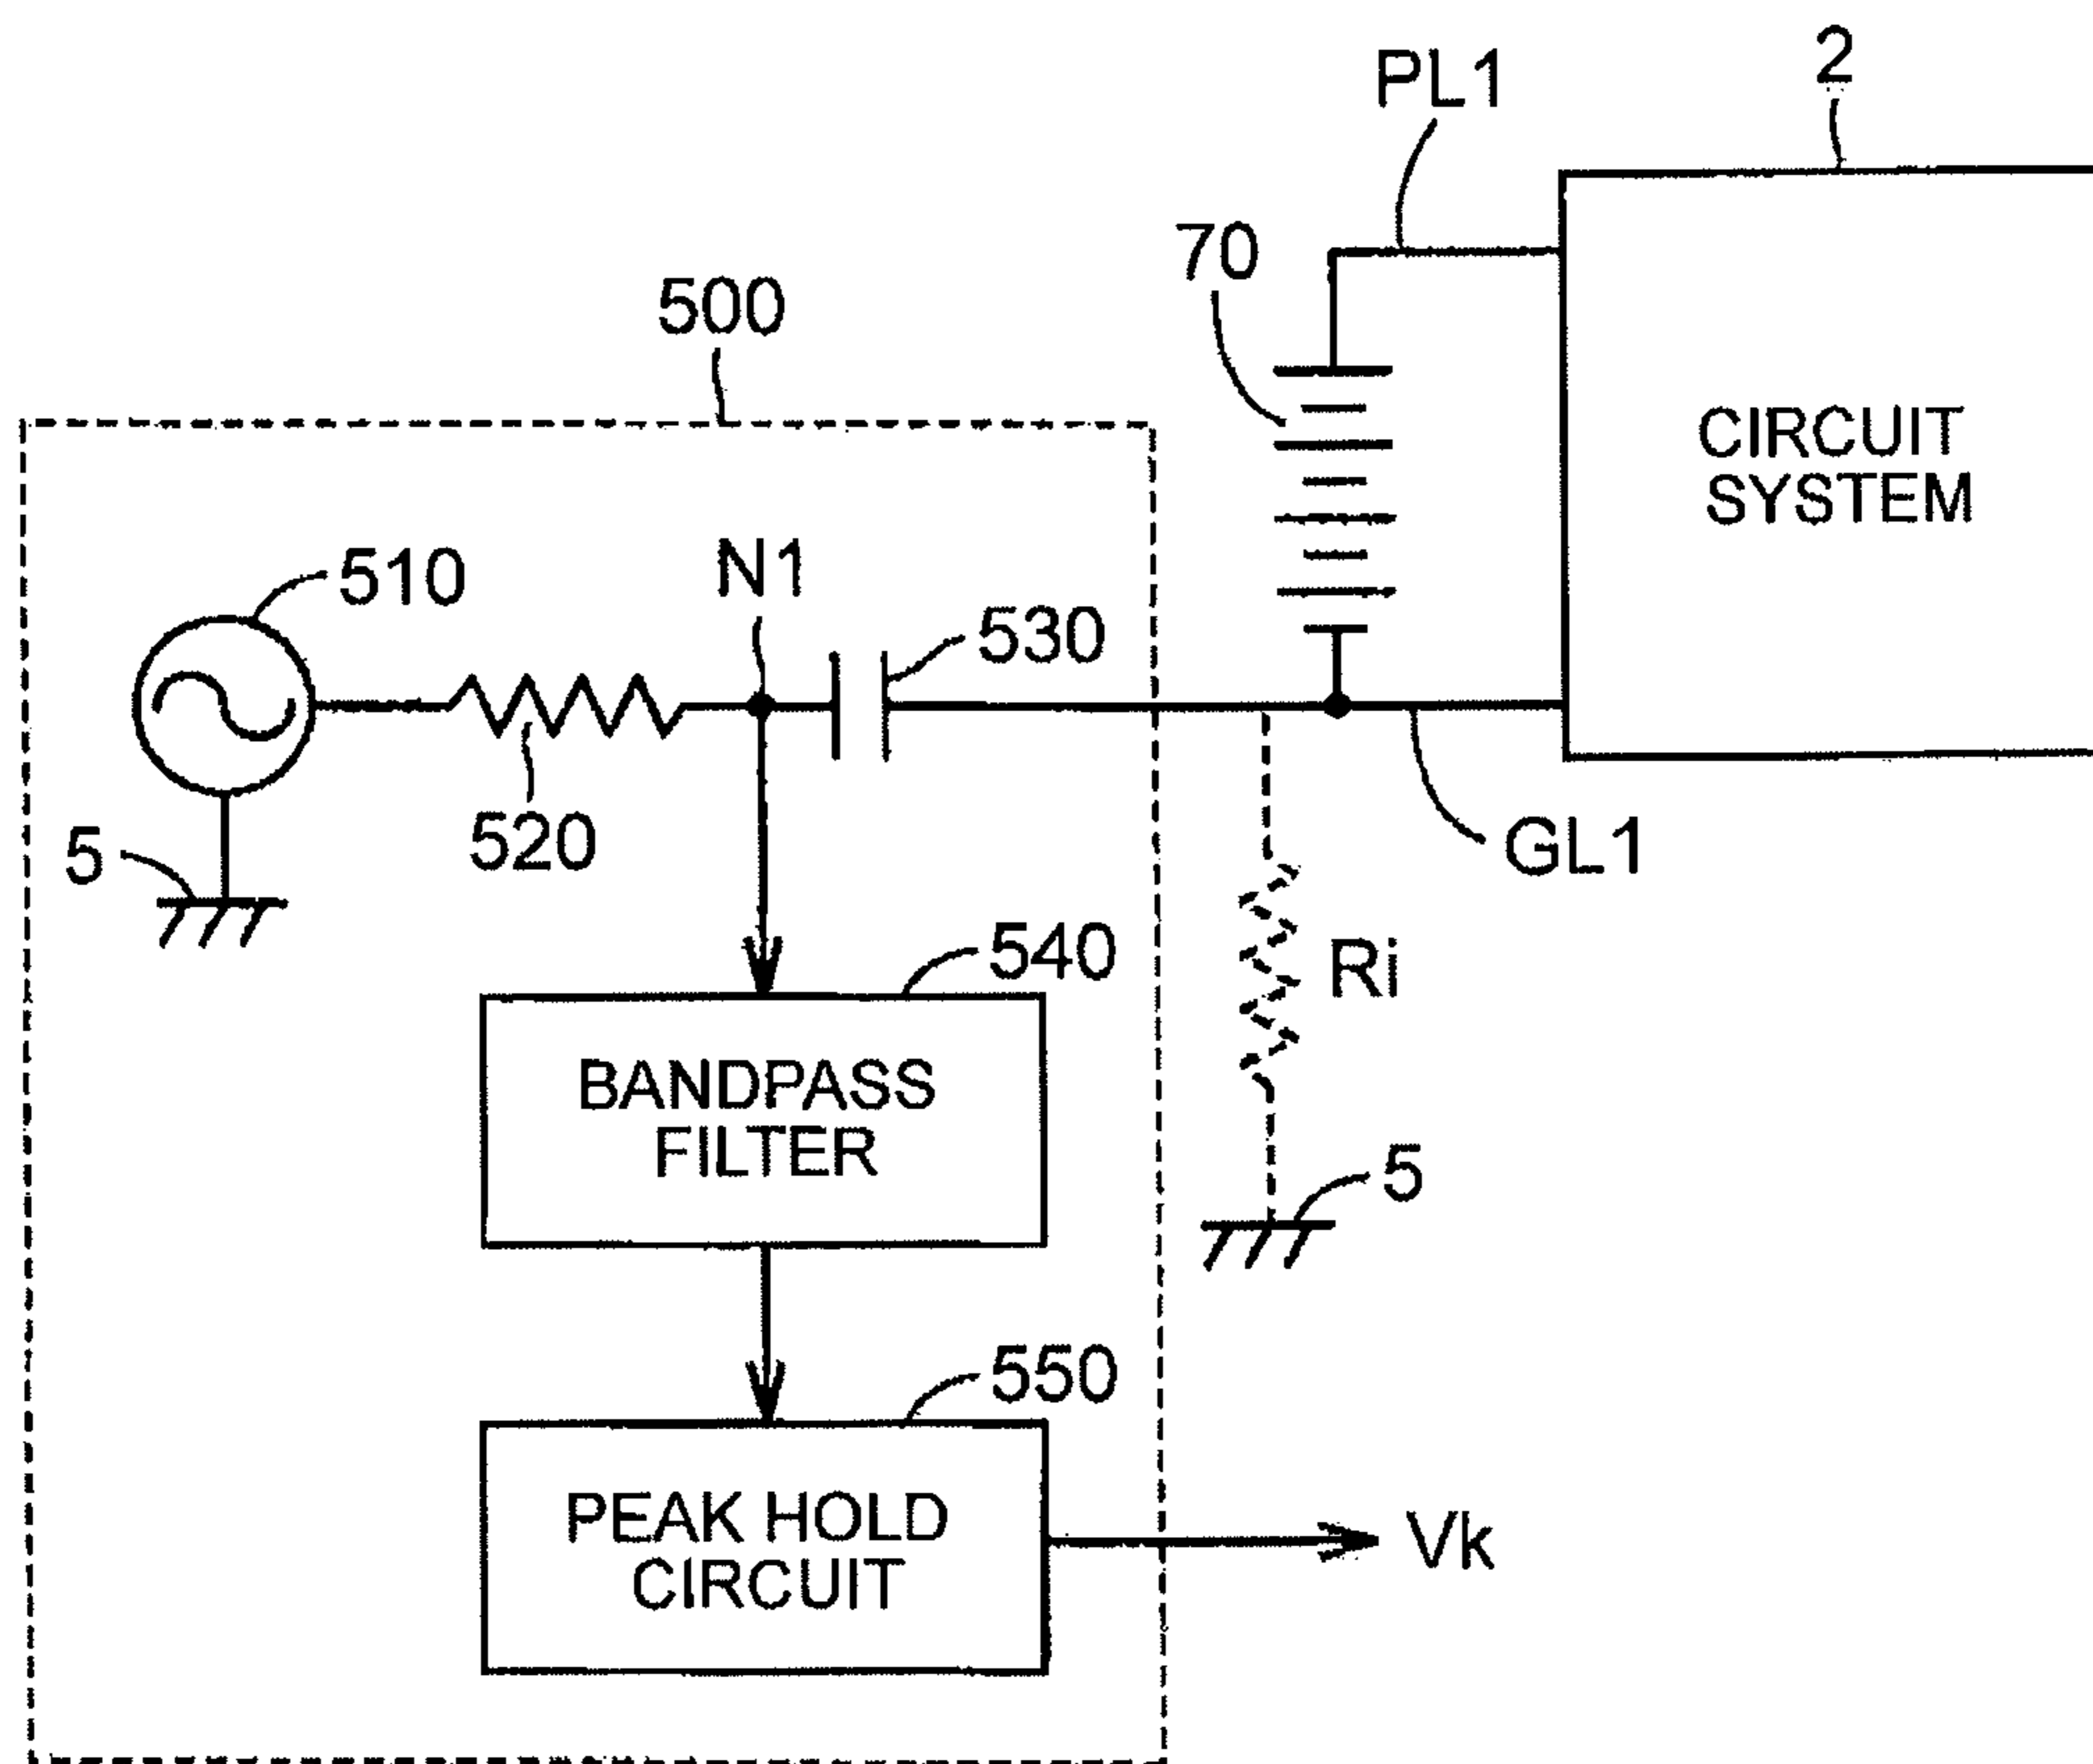 2
PL1
70
500
CIRCUIT
SYSTEM
510
N1
530
520
5
GL1
540
Ri
BANDPASS
FILTER
5
550
PEAK HOLD
CIRCUIT
Vk